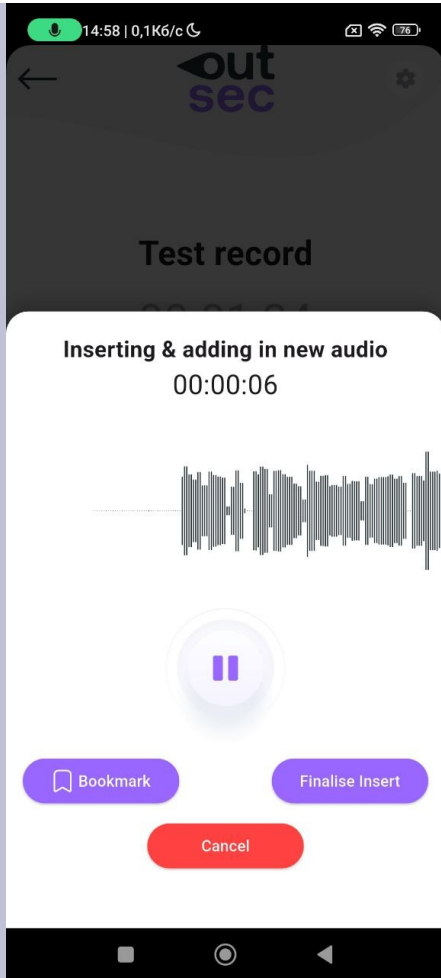 14:58 | 0,1Кб/с
76
out
sec
Test record
Inserting & adding in new audio
00:00:06
Bookmark
Finalise Insert
Cancel